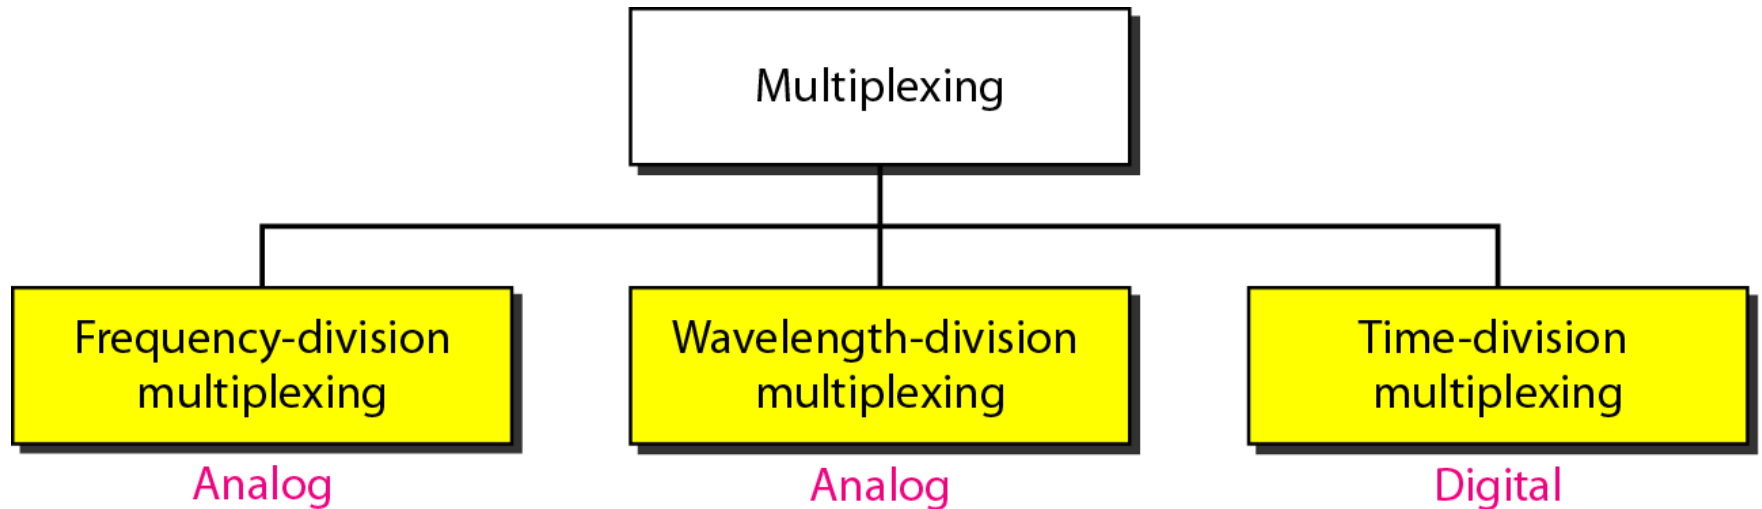 Multiplexing
Frequency-division
multiplexing
Wavelength-division
multiplexing
Time-division
multiplexing
Analog
Analog
Digital